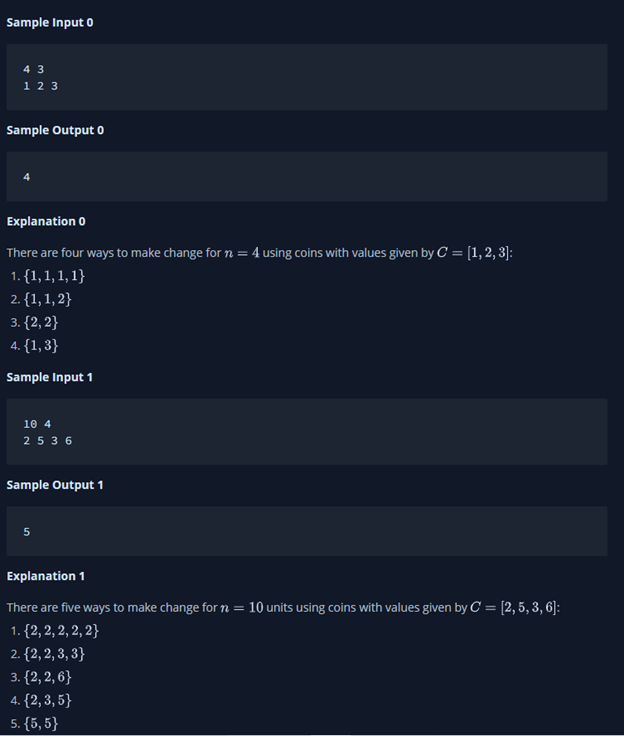 Sample Input 0
4 3
1 2 3
Sample Output 0
4
Explanation 0
There are four ways to make change for n = 4 using coins with values given by C = [1, 2, 3]:
1. {1, 1, 1, 1}
2. {1, 1, 2}
3. {2, 2}
4. {1, 3}
Sample Input 1
10 4
2 5 3 6
Sample Output 1
5
Explanation 1
There are five ways to make change for n = 10 units using coins with values given by C = [2, 5, 3, 6]:
1. {2, 2, 2, 2, 2}
2. {2, 2, 3, 3}
3. {2, 2, 6}
4. {2, 3, 5}
5. {5, 5}